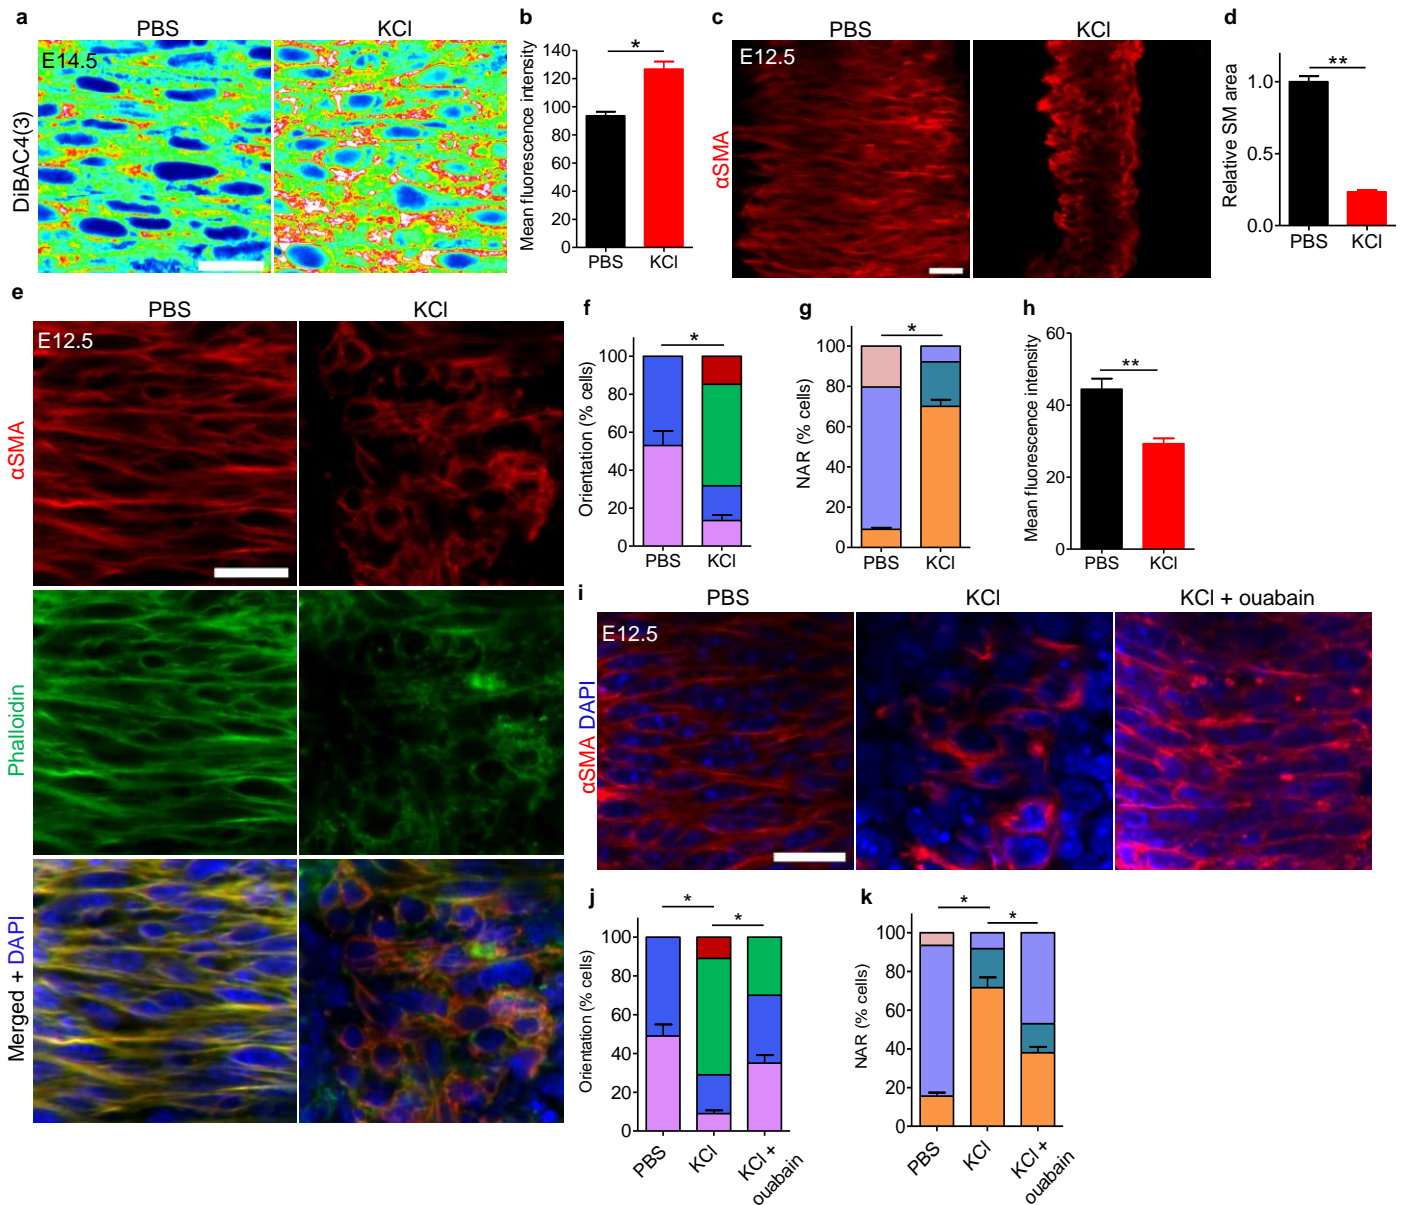 a
PBS
KCl
E14.5
DiBAC4(3)
b
Mean fluorescence intensity
140
120
100
80
60
40
20
0
*
PBS
KCl
c
PBS
KCl
E12.5
αSMA
d
Relative SM area
1.0
0.5
0.0
**
PBS
KCl
e
PBS
KCl
E12.5
αSMA
Phalloidin
Merged + DAPI
f
Orientation (% cells)
100
80
60
40
20
0
*
PBS
KCl
g
NAR (% cells)
100
80
60
40
20
0
*
PBS
KCl
h
Mean fluorescence intensity
60
40
20
0
**
PBS
KCl
i
PBS
KCl
KCl + ouabain
E12.5
αSMA DAPI
j
Orientation (% cells)
100
80
60
40
20
0
*
*
PBS
KCl
KCl +
ouabain
k
NAR (% cells)
100
80
60
40
20
0
*
*
PBS
KCl
KCl +
ouabain